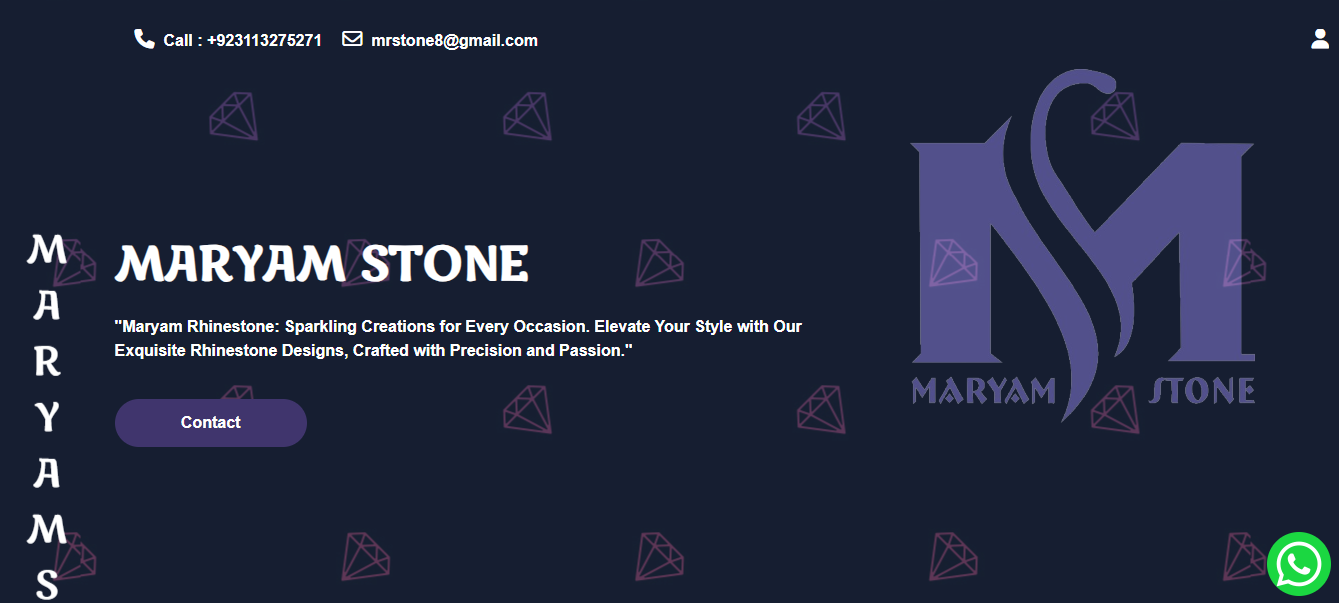 Call : +923113275271 mrstone8@gmail.com
M
A
R
Y
A
M
S
MARYAM STONE
"Maryam Rhinestone: Sparkling Creations for Every Occasion. Elevate Your Style with Our
Exquisite Rhinestone Designs, Crafted with Precision and Passion."
Contact
MARYAM STONE